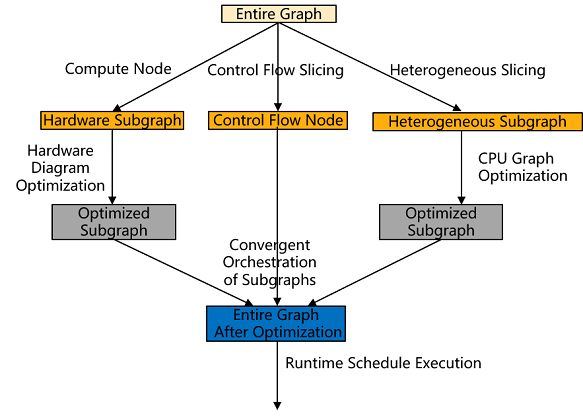 Entire Graph
Compute Node
Control Flow Slicing
Heterogeneous Slicing
Hardware Subgraph
Control Flow Node
Heterogeneous Subgraph
Hardware
Diagram
Optimization
CPU Graph
Optimization
Optimized
Subgraph
Optimized
Subgraph
Convergent
Orchestration
of Subgraphs
Entire Graph
After Optimization
Runtime Schedule Execution